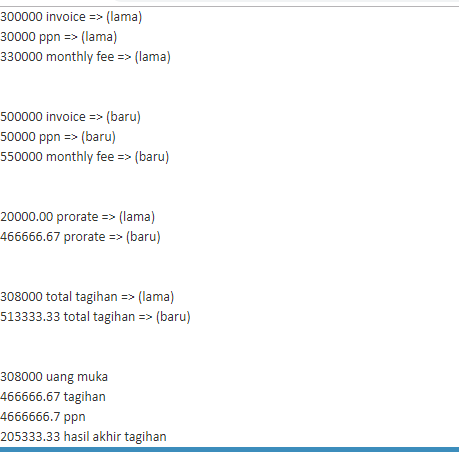 300000 invoice => (lama)
30000 ppn => (lama)
330000 monthly fee => (lama)
500000 invoice => (baru)
50000 ppn => (baru)
550000 monthly fee => (baru)
20000.00 prorate => (lama)
466666.67 prorate => (baru)
308000 total tagihan => (lama)
513333.33 total tagihan => (baru)
308000 uang muka
466666.67 tagihan
4666666.7 ppn
205333.33 hasil akhir tagihan